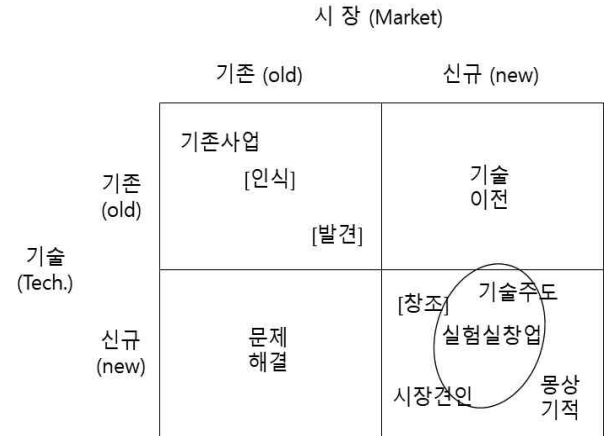 시 장 (Market)
기존 (old)
신규 (new)
기술
(Tech.)
기존
(old)
기존사업
[인식]
[발견]
기술
이전
신규
(new)
문제
해결
[창조]
기술주도
실험실창업
시장견인
몽상
기적